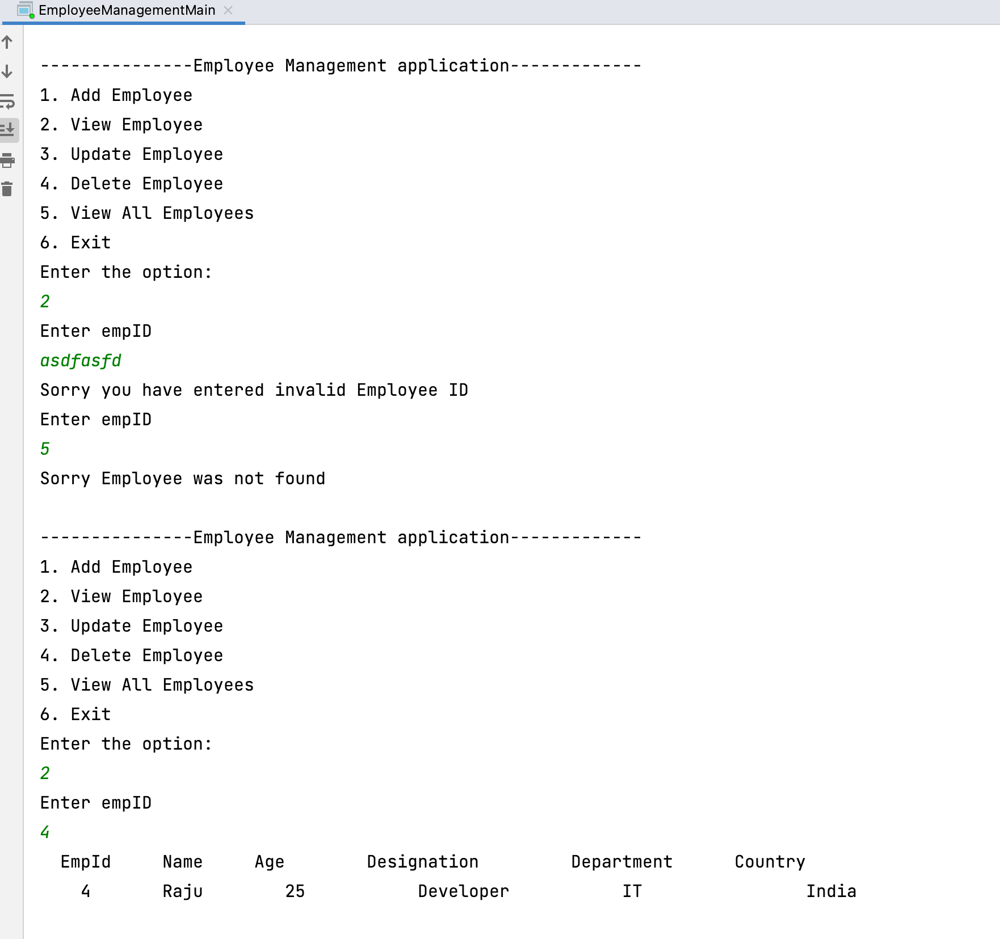 EmployeeManagementMain
---------------Employee Management application-------------
1. Add Employee
2. View Employee
3. Update Employee
4. Delete Employee
5. View All Employees
6. Exit
Enter the option:
2
Enter empID
asdfasfd
Sorry you have entered invalid Employee ID
Enter empID
5
Sorry Employee was not found
---------------Employee Management application-------------
1. Add Employee
2. View Employee
3. Update Employee
4. Delete Employee
5. View All Employees
6. Exit
Enter the option:
2
Enter empID
4
EmpId Name Age Designation Department Country
4 Raju 25 Developer IT India